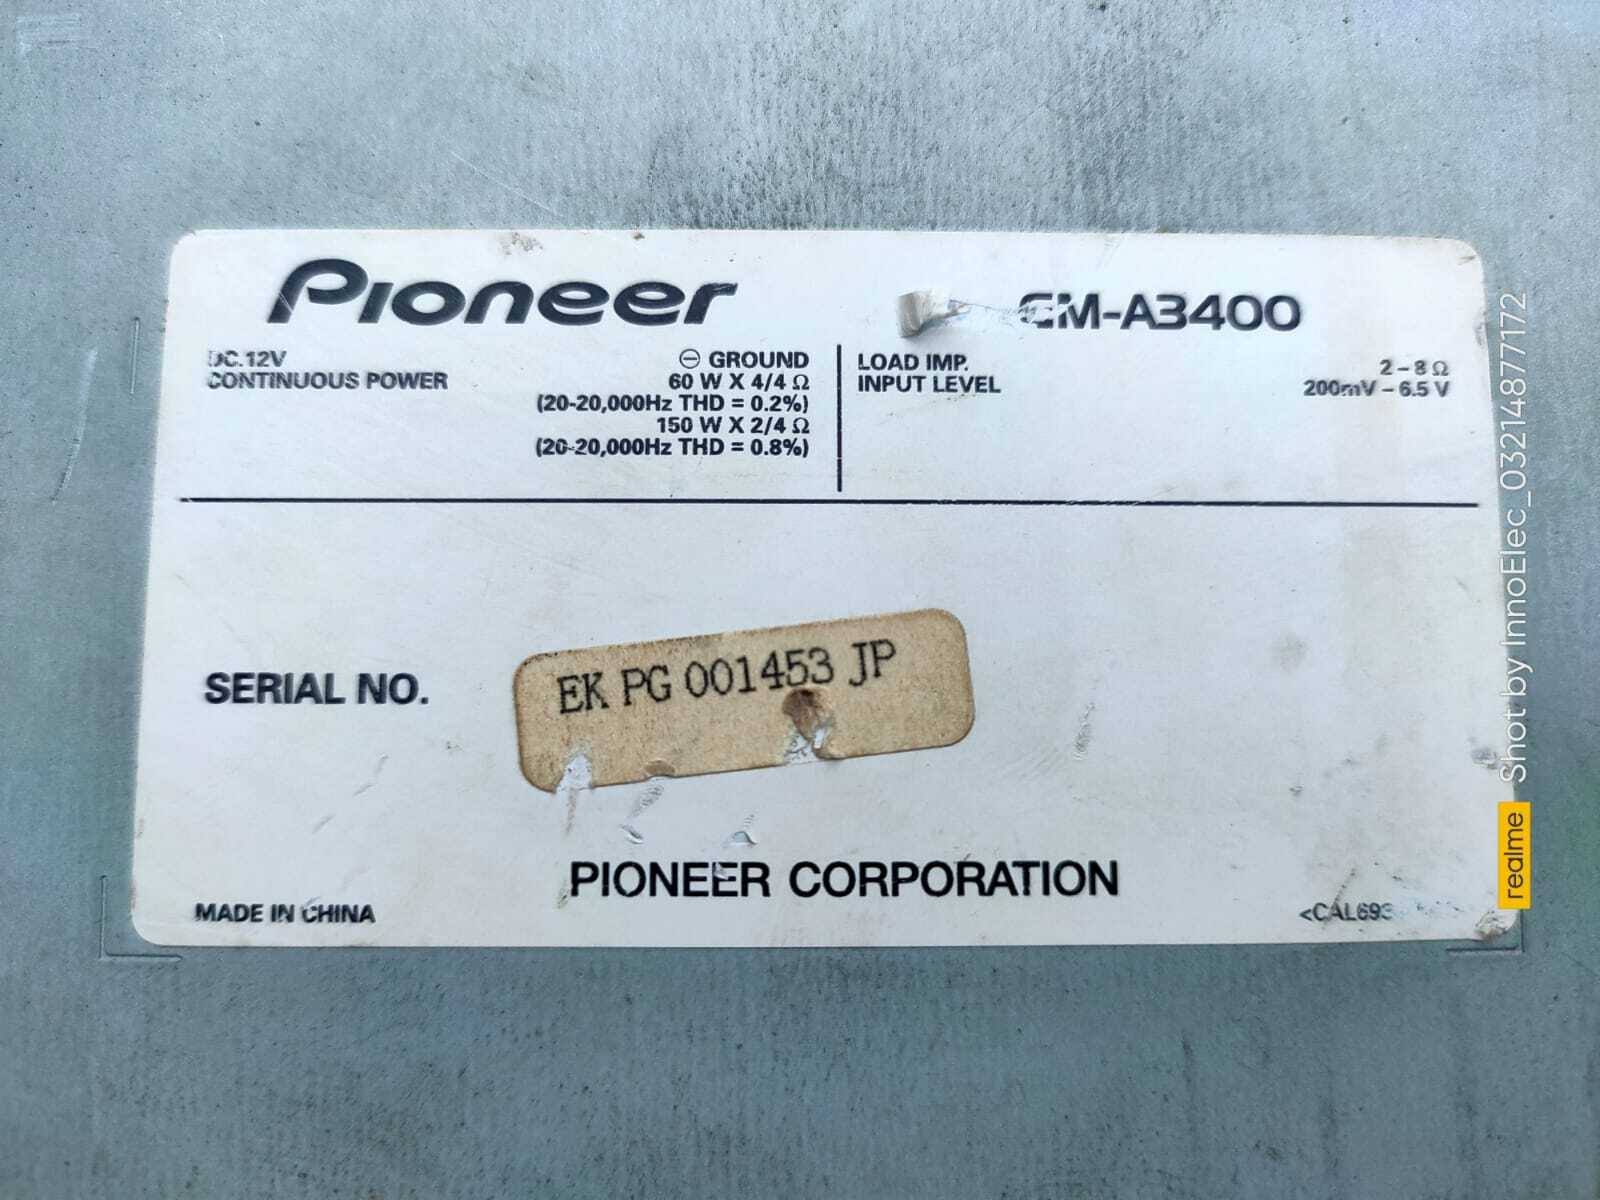 Pioneer
GM-A3400
DC.12V
⊖ GROUND
CONTINUOUS POWER
60 W X 4/4 Ω
(20-20,000Hz THD = 0.2%)
150 W X 2/4 Ω
(20-20,000Hz THD = 0.8%)
LOAD IMP.
2 – 8 Ω
INPUT LEVEL
200mV – 6.5 V
SERIAL NO.
EK PG 001453 JP
PIONEER CORPORATION
MADE IN CHINA
realme
Shot by InnoElec_03214877172